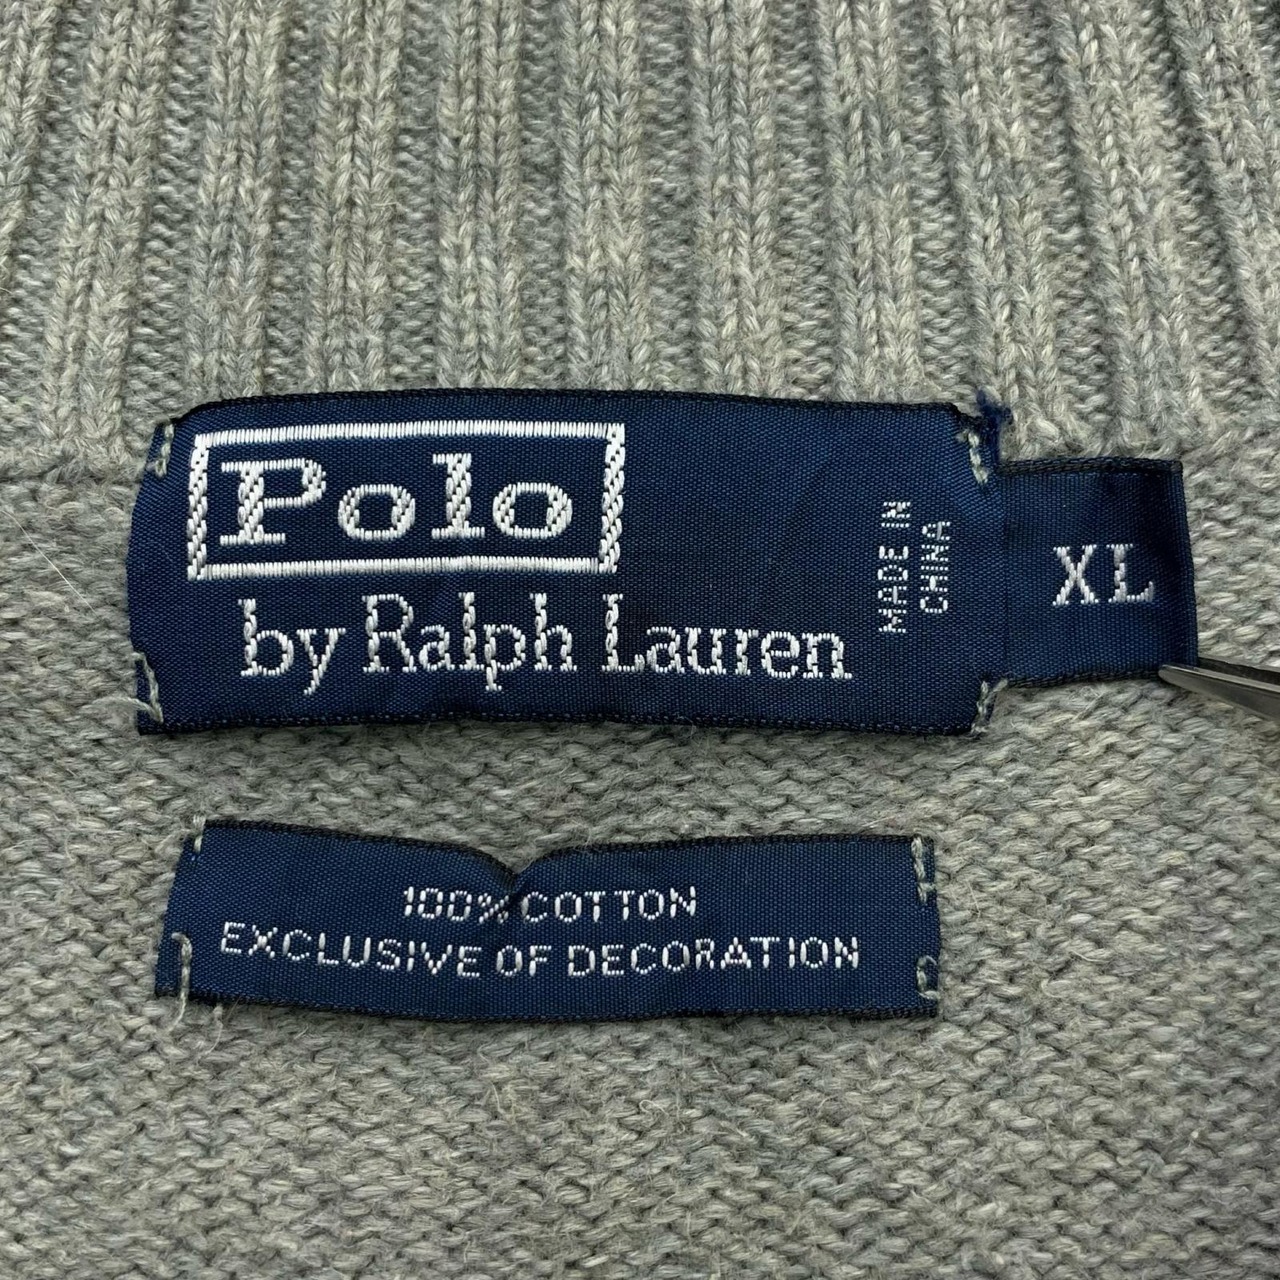 Polo
by Ralph Lauren
MADE IN
CHINA
XL
100% COTTON
EXCLUSIVE OF DECORATION